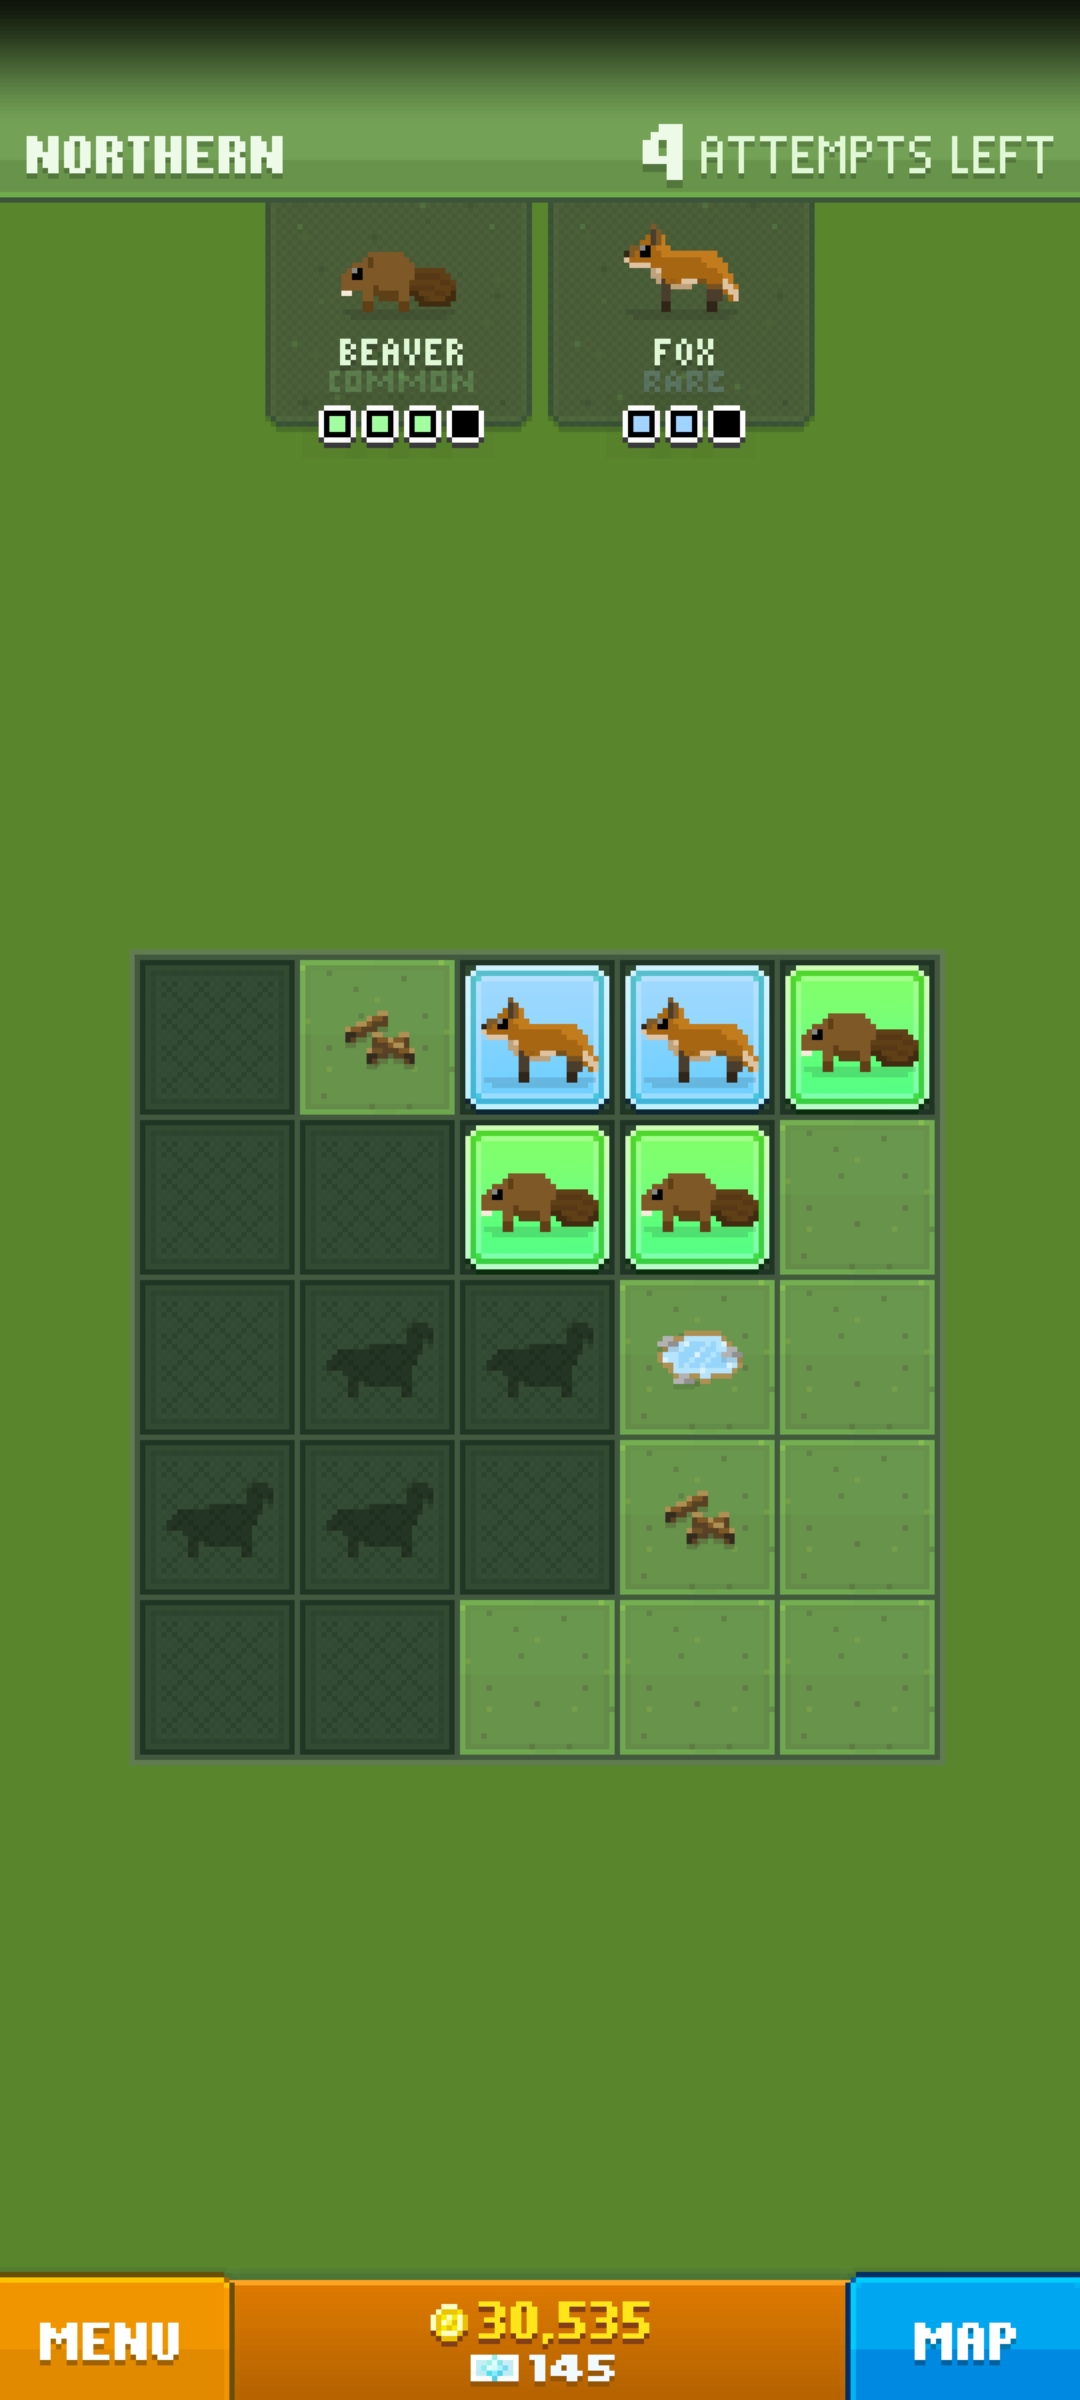 NORTHERN
4 ATTEMPTS LEFT
BEAVER
COMMON
FOX
RARE
MENU
30,535
145
MAP